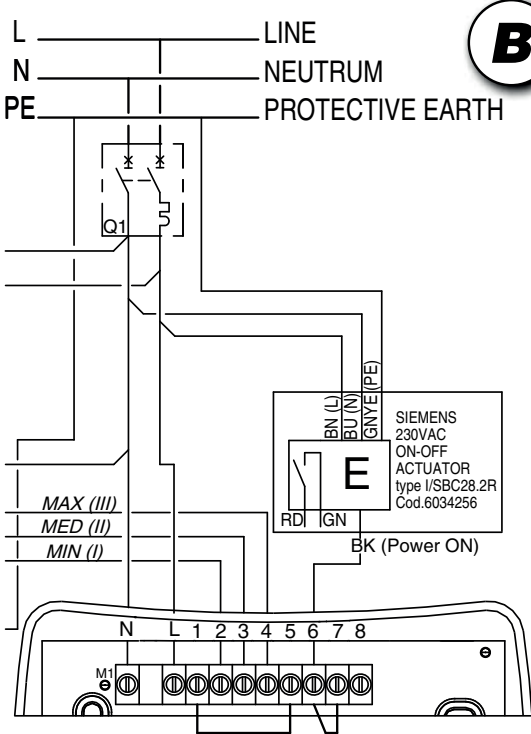 L LINE
B
N NEUTRUM
PE PROTECTIVE EARTH
Q1
BN (L)
BU (N)
GNYE (PE)
SIEMENS
230VAC
ON-OFF
ACTUATOR
type I/SBC28.2R
Cod.6034256
E
RD GN
BK (Power ON)
MAX (III)
MED (II)
MIN (I)
N L 1 2 3 4 5 6 7 8
M1